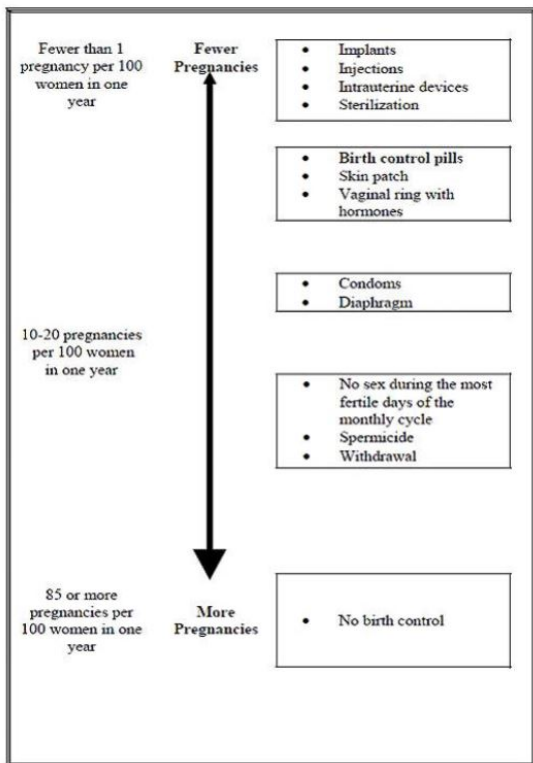 Fewer than 1
pregnancy per 100
women in one
year
Fewer
Pregnancies
• Implants
• Injections
• Intrauterine devices
• Sterilization
• Birth control pills
• Skin patch
• Vaginal ring with
hormones
• Condoms
• Diaphragm
10-20 pregnancies
per 100 women
in one year
• No sex during the most
fertile days of the
monthly cycle
• Spermicide
• Withdrawal
85 or more
pregnancies per
100 women in one
year
More
Pregnancies
• No birth control